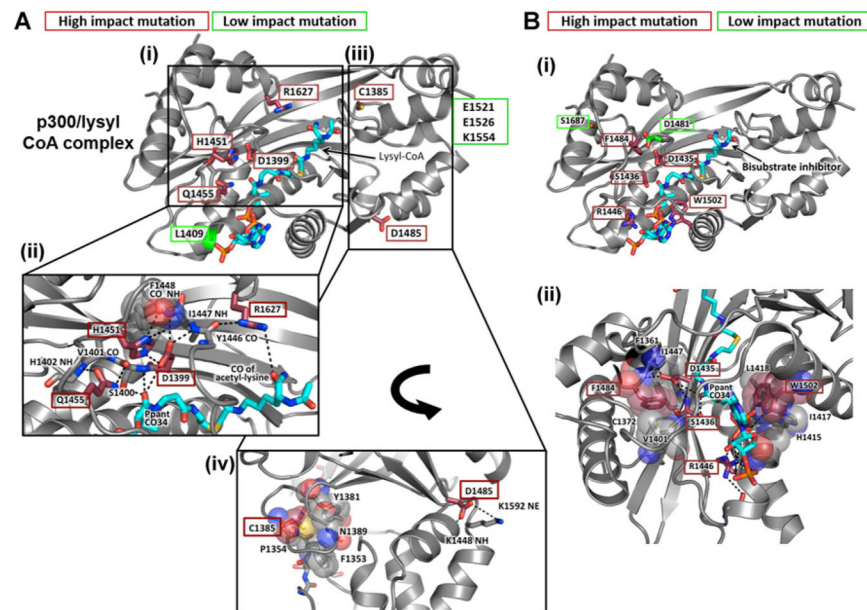 A
High impact mutation
Low impact mutation
(i)
(iii)
p300/lysyl
CoA complex
R1627
C1385
E1521
E1526
K1554
H1451
D1399
Lysyl-CoA
Q1455
L1409
D1485
(ii)
F1448
CO NH
I1447 NH
R1627
H1451
Y1446 CO
V1401 CO
H1402 NH
D1399
CO of
acetyl-lysine
Q1455
S1400
Ppant
CO34
(iv)
Y1381
D1485
K1592 NE
C1385
N1389
K1448 NH
P1354
F1353
B
High impact mutation
Low impact mutation
(i)
S1687
D1481
F1484
D1435
Bisubstrate inhibitor
S1436
R1446
W1502
(ii)
F1361
I1447
D1435
L1418
F1484
Ppant
CO34
W1502
C1372
S1436
I1417
V1401
H1415
R1446